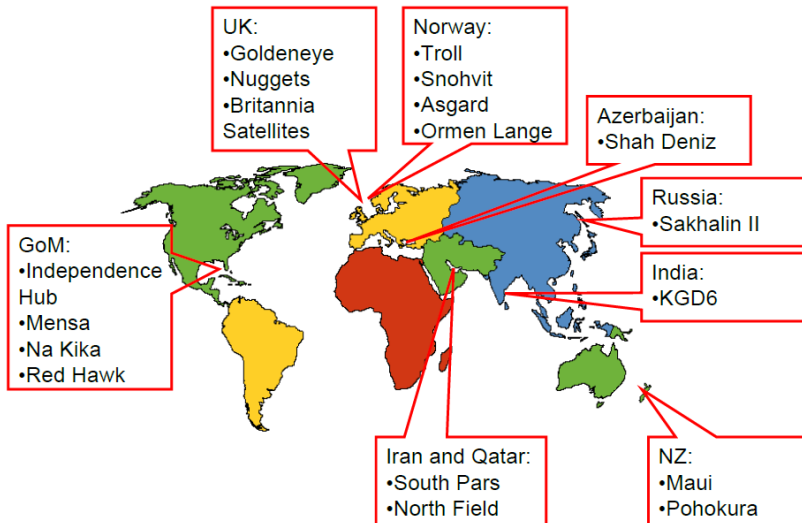 UK:
•Goldeneye
•Nuggets
•Britannia
Satellites
Norway:
•Troll
•Snohvit
•Asgard
•Ormen Lange
Azerbaijan:
•Shah Deniz
Russia:
•Sakhalin II
GoM:
•Independence
Hub
•Mensa
•Na Kika
•Red Hawk
India:
•KGD6
Iran and Qatar:
•South Pars
•North Field
NZ:
•Maui
•Pohokura